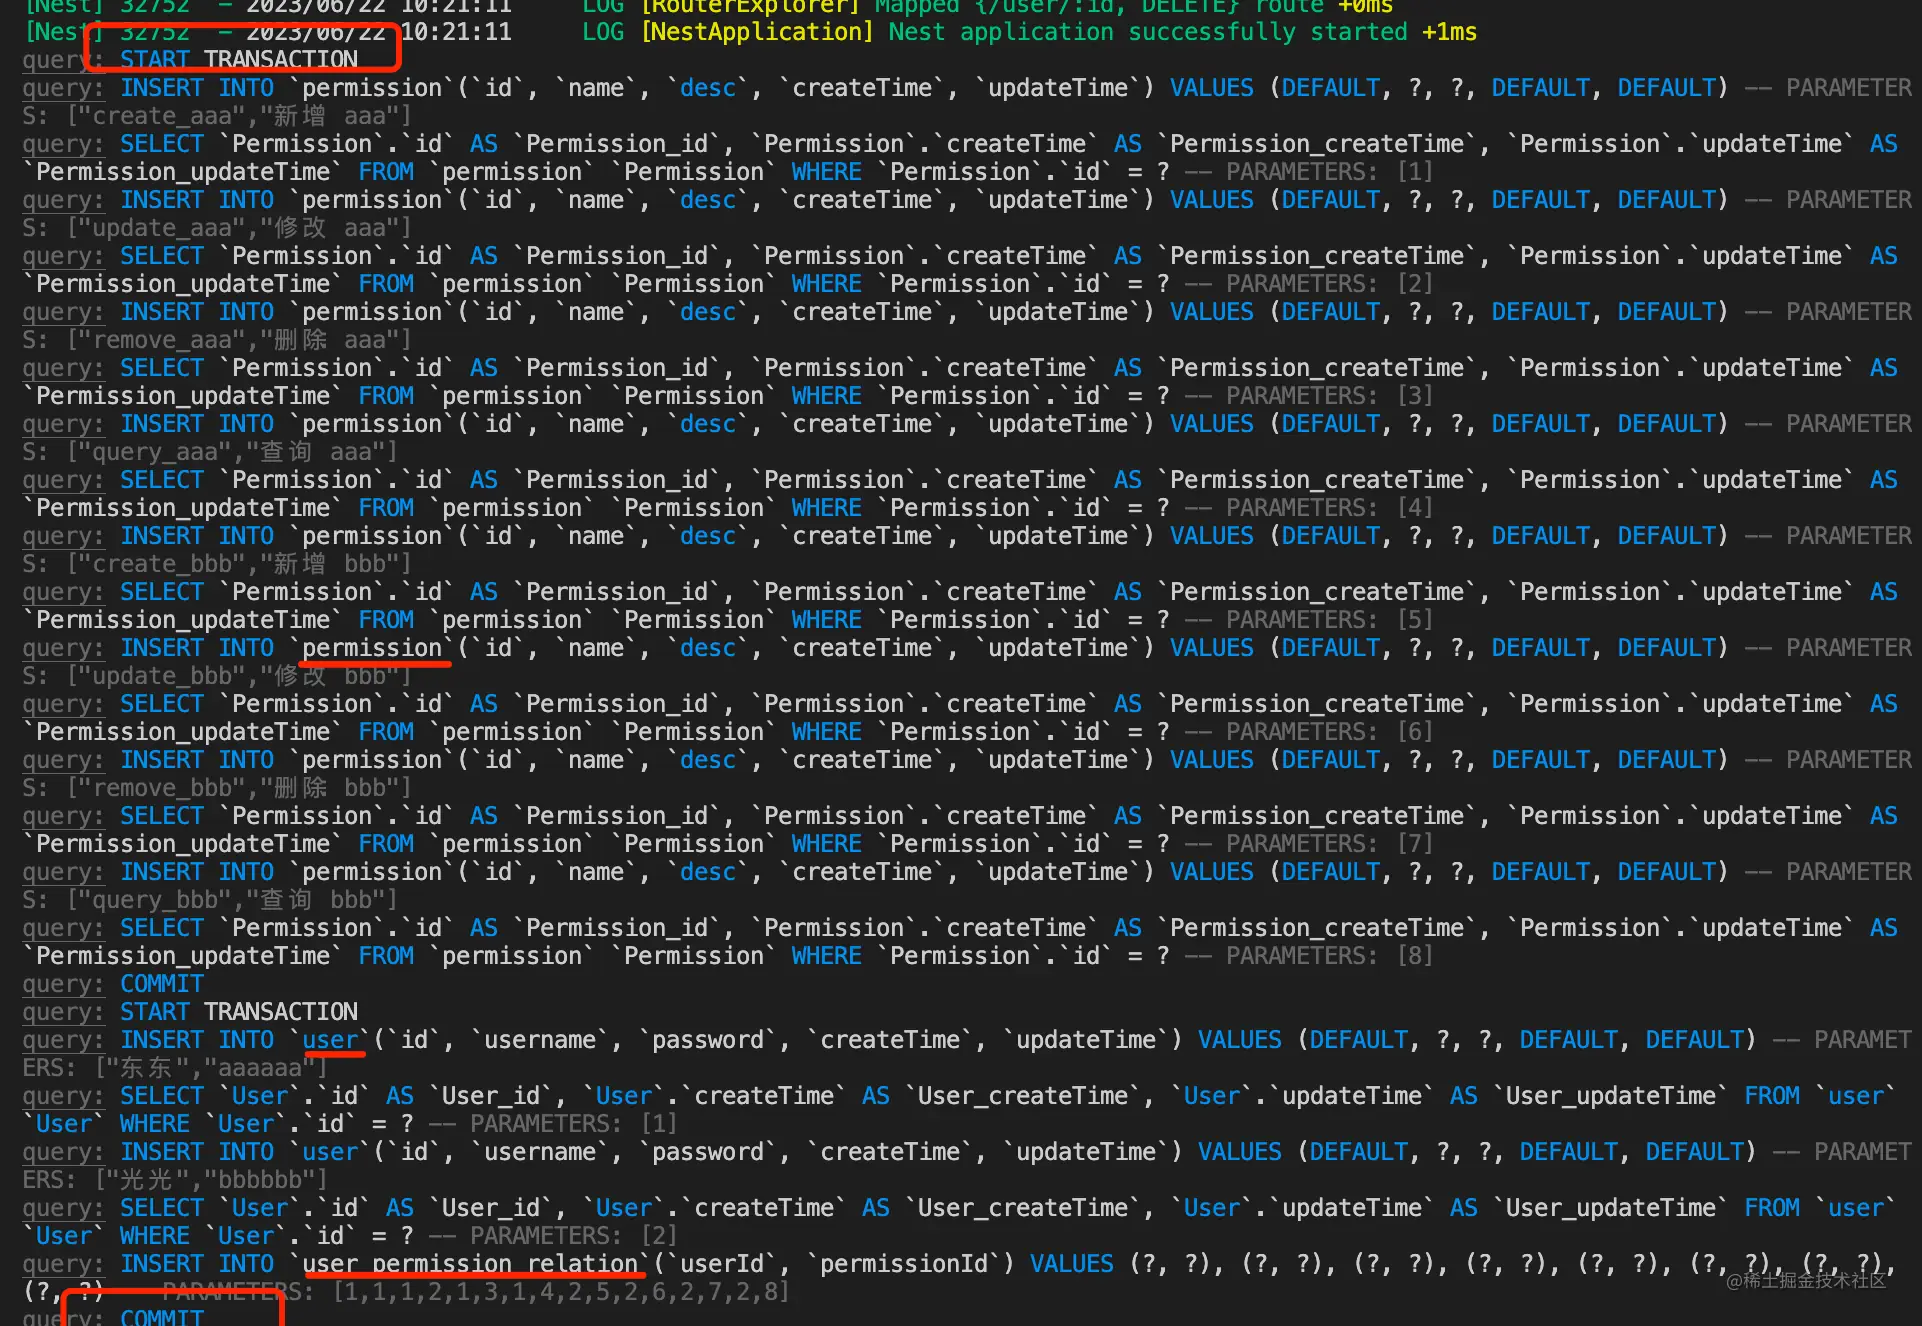 [Nest] 32752  - 2023/06/22 10:21:11     LOG [RouterExplorer] Mapped {/user/:id, DELETE} route +0ms
[Nest] 32752  - 2023/06/22 10:21:11     LOG [NestApplication] Nest application successfully started +1ms
query: START TRANSACTION
query: INSERT INTO `permission`(`id`, `name`, `desc`, `createTime`, `updateTime`) VALUES (DEFAULT, ?, ?, DEFAULT, DEFAULT) -- PARAMETER
S: ["create_aaa","新增 aaa"]
query: SELECT `Permission`.`id` AS `Permission_id`, `Permission`.`createTime` AS `Permission_createTime`, `Permission`.`updateTime` AS
`Permission_updateTime` FROM `permission` `Permission` WHERE `Permission`.`id` = ? -- PARAMETERS: [1]
query: INSERT INTO `permission`(`id`, `name`, `desc`, `createTime`, `updateTime`) VALUES (DEFAULT, ?, ?, DEFAULT, DEFAULT) -- PARAMETER
S: ["update_aaa","修改 aaa"]
query: SELECT `Permission`.`id` AS `Permission_id`, `Permission`.`createTime` AS `Permission_createTime`, `Permission`.`updateTime` AS
`Permission_updateTime` FROM `permission` `Permission` WHERE `Permission`.`id` = ? -- PARAMETERS: [2]
query: INSERT INTO `permission`(`id`, `name`, `desc`, `createTime`, `updateTime`) VALUES (DEFAULT, ?, ?, DEFAULT, DEFAULT) -- PARAMETER
S: ["remove_aaa","删除 aaa"]
query: SELECT `Permission`.`id` AS `Permission_id`, `Permission`.`createTime` AS `Permission_createTime`, `Permission`.`updateTime` AS
`Permission_updateTime` FROM `permission` `Permission` WHERE `Permission`.`id` = ? -- PARAMETERS: [3]
query: INSERT INTO `permission`(`id`, `name`, `desc`, `createTime`, `updateTime`) VALUES (DEFAULT, ?, ?, DEFAULT, DEFAULT) -- PARAMETER
S: ["query_aaa","查询 aaa"]
query: SELECT `Permission`.`id` AS `Permission_id`, `Permission`.`createTime` AS `Permission_createTime`, `Permission`.`updateTime` AS
`Permission_updateTime` FROM `permission` `Permission` WHERE `Permission`.`id` = ? -- PARAMETERS: [4]
query: INSERT INTO `permission`(`id`, `name`, `desc`, `createTime`, `updateTime`) VALUES (DEFAULT, ?, ?, DEFAULT, DEFAULT) -- PARAMETER
S: ["create_bbb","新增 bbb"]
query: SELECT `Permission`.`id` AS `Permission_id`, `Permission`.`createTime` AS `Permission_createTime`, `Permission`.`updateTime` AS
`Permission_updateTime` FROM `permission` `Permission` WHERE `Permission`.`id` = ? -- PARAMETERS: [5]
query: INSERT INTO `permission`(`id`, `name`, `desc`, `createTime`, `updateTime`) VALUES (DEFAULT, ?, ?, DEFAULT, DEFAULT) -- PARAMETER
S: ["update_bbb","修改 bbb"]
query: SELECT `Permission`.`id` AS `Permission_id`, `Permission`.`createTime` AS `Permission_createTime`, `Permission`.`updateTime` AS
`Permission_updateTime` FROM `permission` `Permission` WHERE `Permission`.`id` = ? -- PARAMETERS: [6]
query: INSERT INTO `permission`(`id`, `name`, `desc`, `createTime`, `updateTime`) VALUES (DEFAULT, ?, ?, DEFAULT, DEFAULT) -- PARAMETER
S: ["remove_bbb","删除 bbb"]
query: SELECT `Permission`.`id` AS `Permission_id`, `Permission`.`createTime` AS `Permission_createTime`, `Permission`.`updateTime` AS
`Permission_updateTime` FROM `permission` `Permission` WHERE `Permission`.`id` = ? -- PARAMETERS: [7]
query: INSERT INTO `permission`(`id`, `name`, `desc`, `createTime`, `updateTime`) VALUES (DEFAULT, ?, ?, DEFAULT, DEFAULT) -- PARAMETER
S: ["query_bbb","查询 bbb"]
query: SELECT `Permission`.`id` AS `Permission_id`, `Permission`.`createTime` AS `Permission_createTime`, `Permission`.`updateTime` AS
`Permission_updateTime` FROM `permission` `Permission` WHERE `Permission`.`id` = ? -- PARAMETERS: [8]
query: COMMIT
query: START TRANSACTION
query: INSERT INTO `user`(`id`, `username`, `password`, `createTime`, `updateTime`) VALUES (DEFAULT, ?, ?, DEFAULT, DEFAULT) -- PARAMET
ERS: ["东东","aaaaaa"]
query: SELECT `User`.`id` AS `User_id`, `User`.`createTime` AS `User_createTime`, `User`.`updateTime` AS `User_updateTime` FROM `user`
`User` WHERE `User`.`id` = ? -- PARAMETERS: [1]
query: INSERT INTO `user`(`id`, `username`, `password`, `createTime`, `updateTime`) VALUES (DEFAULT, ?, ?, DEFAULT, DEFAULT) -- PARAMET
ERS: ["光光","bbbbbb"]
query: SELECT `User`.`id` AS `User_id`, `User`.`createTime` AS `User_createTime`, `User`.`updateTime` AS `User_updateTime` FROM `user`
`User` WHERE `User`.`id` = ? -- PARAMETERS: [2]
query: INSERT INTO `user_permission_relation`(`userId`, `permissionId`) VALUES (?, ?), (?, ?), (?, ?), (?, ?), (?, ?), (?, ?), (?, ?),
(?, ?) -- PARAMETERS: [1,1,1,2,1,3,1,4,2,5,2,6,2,7,2,8]
@稀土掘金技术社区
query: COMMIT